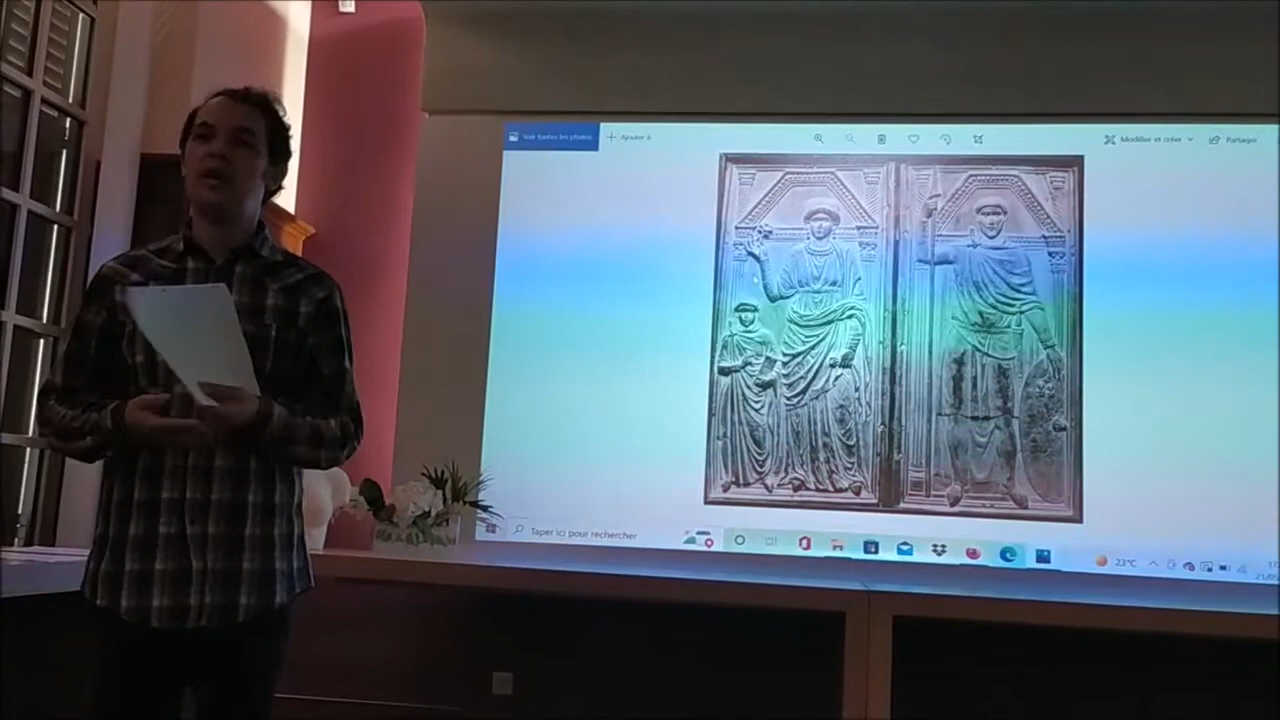 Voir toutes les photos
Ajouter à
Modifier et créer
Partager
Taper ici pour rechercher
23°C